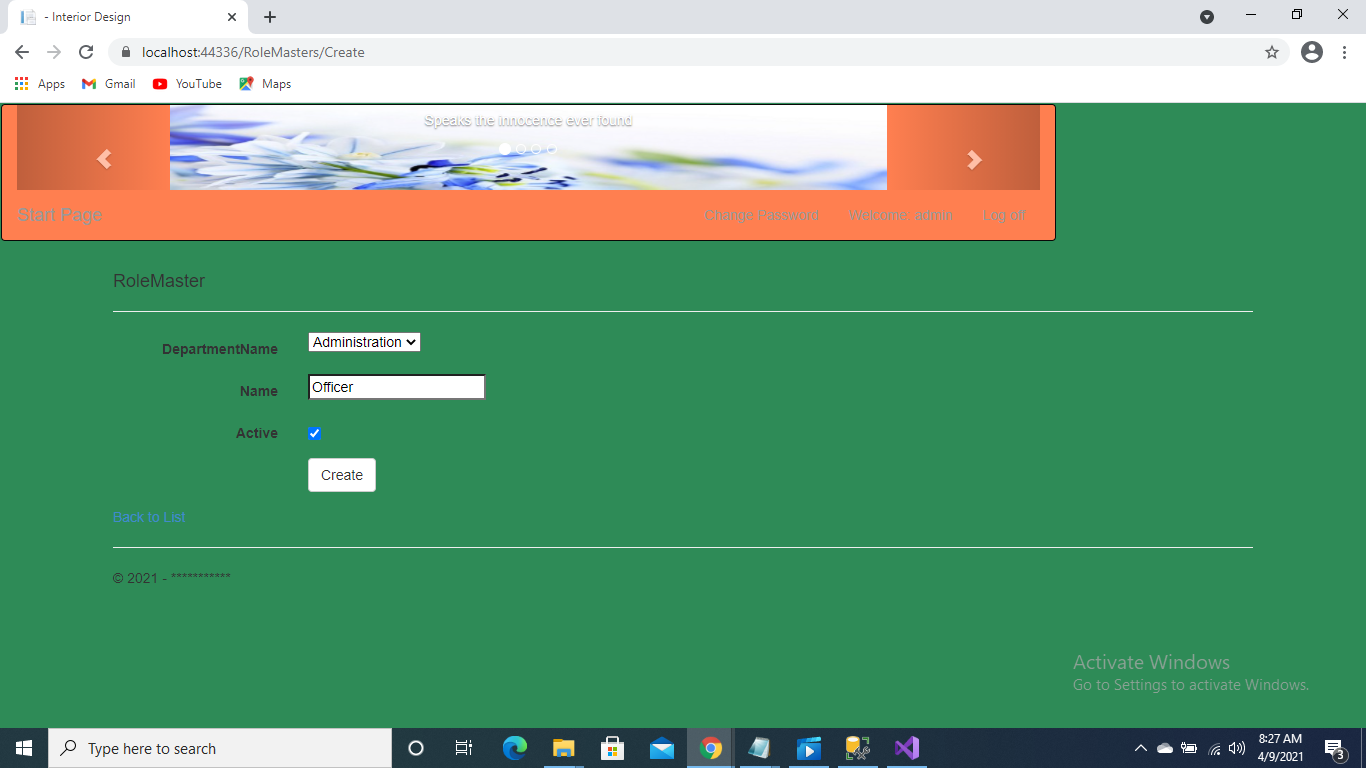 - Interior Design
localhost:44336/RoleMasters/Create
Apps Gmail YouTube Maps
Speaks the innocence ever found
Start Page Change Password Welcome: admin Log off
RoleMaster
DepartmentName Administration
Name Officer
Active
Create
Back to List
© 2021 - ***********
Activate Windows
Go to Settings to activate Windows.
Type here to search
8:27 AM
4/9/2021
3